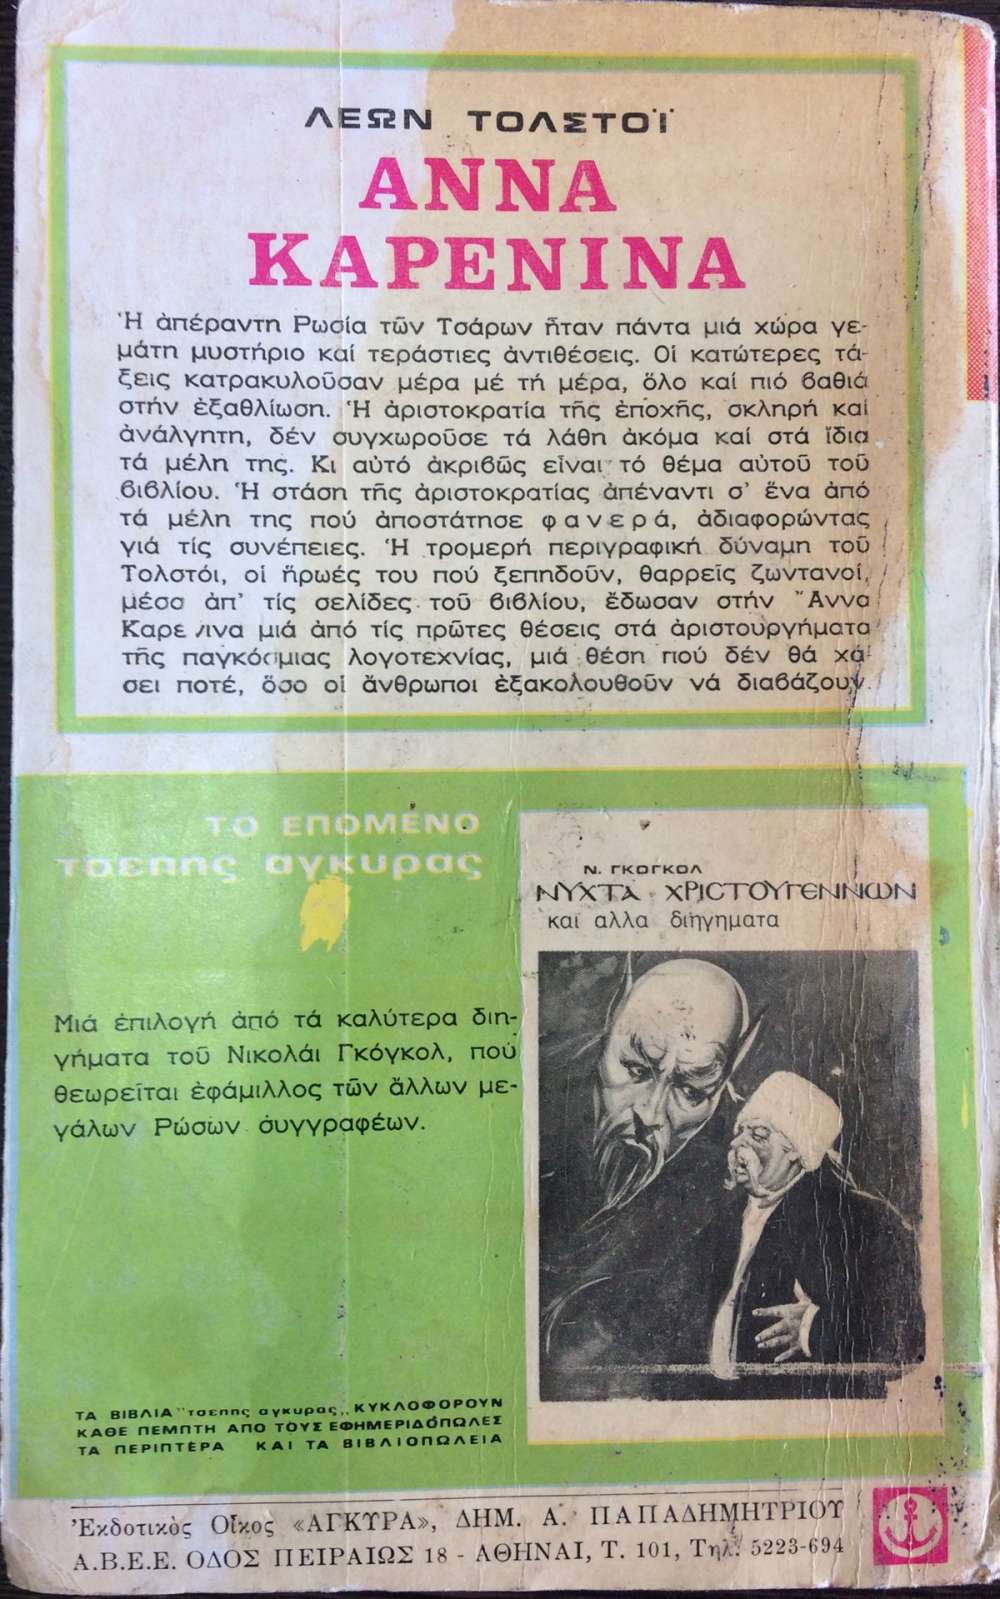 ΛΕΩΝ ΤΟΛΣΤΟΪ
ΑΝΝΑ
ΚΑΡΕΝΙΝΑ
Ἡ ἀπέραντη Ρωσία τῶν Τσάρων ἦταν πάντα μιά χώρα γε-
μάτη μυστήριο καί τεράστιες ἀντιθέσεις. Οἱ κατώτερες τά-
ξεις κατρακυλοῦσαν μέρα μέ τή μέρα, ὅλο καί πιό βαθιά
στήν ἐξαθλίωση. Ἡ ἀριστοκρατία τῆς ἐποχῆς, σκληρή καί
ἀνάλγητη, δέν συγχωροῦσε τά λάθη ἀκόμα καί στά ἴδια
τά μέλη της. Κι αὐτό ἀκριβῶς εἶναι τό θέμα αὐτοῦ τοῦ
βιβλίου. Ἡ στάση τῆς ἀριστοκρατίας ἀπέναντι σ' ἕνα ἀπό
τά μέλη της πού ἀποστάτησε φανερά, ἀδιαφορώντας
γιά τίς συνέπειες. Ἡ τρομερή περιγραφική δύναμη τοῦ
Τολστόι, οἱ ἥρωές του πού ξεπηδοῦν, θαρρεῖς ζωντανοί,
μέσα ἀπ' τίς σελίδες τοῦ βιβλίου, ἔδωσαν στήν Ἄννα
Καρένινα μιά ἀπό τίς πρῶτες θέσεις στά ἀριστουργήματα
τῆς παγκόσμιας λογοτεχνίας, μιά θέση πού δέν θά χά-
σει ποτέ, ὅσο οἱ ἄνθρωποι ἐξακολουθοῦν νά διαβάζουν.
ΤΟ ΕΠΟΜΕΝΟ
τσεπης αγκυρας
Μιά ἐπιλογή ἀπό τά καλύτερα διη-
γήματα τοῦ Νικολάι Γκόγκολ, πού
θεωρεῖται ἐφάμιλλος τῶν ἄλλων με-
γάλων Ρώσων συγγραφέων.
Ν. ΓΚΟΓΚΟΛ
ΝΥΧΤΑ ΧΡΙΣΤΟΥΓΕΝΝΙΩΝ
και αλλα διηγηματα
ΤΑ ΒΙΒΛΙΑ "τσεπης αγκυρας,, ΚΥΚΛΟΦΟΡΟΥΝ
ΚΑΘΕ ΠΕΜΠΤΗ ΑΠΟ ΤΟΥΣ ΕΦΗΜΕΡΙΔΟΠΩΛΕΣ
ΤΑ ΠΕΡΙΠΤΕΡΑ ΚΑΙ ΤΑ ΒΙΒΛΙΟΠΩΛΕΙΑ
Ἐκδοτικὸς Οἶκος «ΑΓΚΥΡΑ», ΔΗΜ. Α. ΠΑΠΑΔΗΜΗΤΡΙΟΥ
Α.Β.Ε.Ε. ΟΔΟΣ ΠΕΙΡΑΙΩΣ 18 - ΑΘΗΝΑΙ, Τ. 101, Τηλ. 5223-694